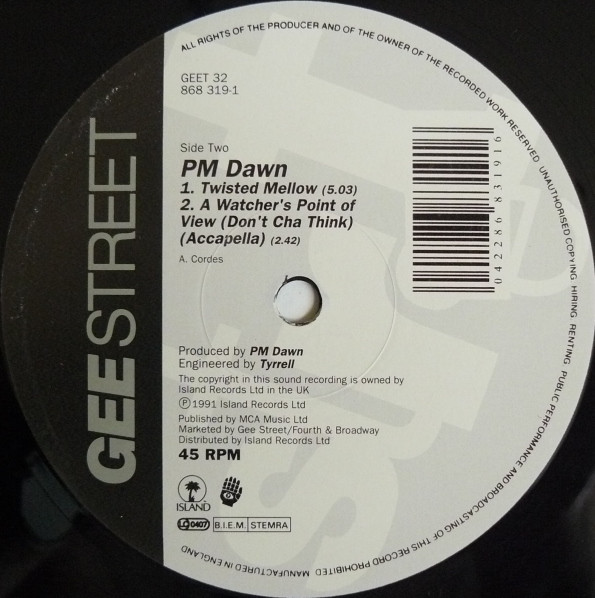 ALL RIGHTS OF THE PRODUCER AND OF THE OWNER OF THE RECORDED WORK RESERVED UNAUTHORISED COPYING HIRING RENTING PUBLIC PERFORMANCE AND BROADCASTING OF THIS RECORD PROHIBITED MANUFACTURED IN ENGLAND
GEE STREET
GEET 32
868 319-1
Side Two
PM Dawn
1. Twisted Mellow (5.03)
2. A Watcher's Point of
View (Don't Cha Think)
(Accapella) (2.42)
A. Cordes
0 42286 83191 6
Produced by PM Dawn
Engineered by Tyrrell
The copyright in this sound recording is owned by
Island Records Ltd in the UK
Ⓟ 1991 Island Records Ltd
Published by MCA Music Ltd
Marketed by Gee Street/Fourth & Broadway
Distributed by Island Records Ltd
45 RPM
ISLAND
LC 0407 B.I.E.M. STEMRA